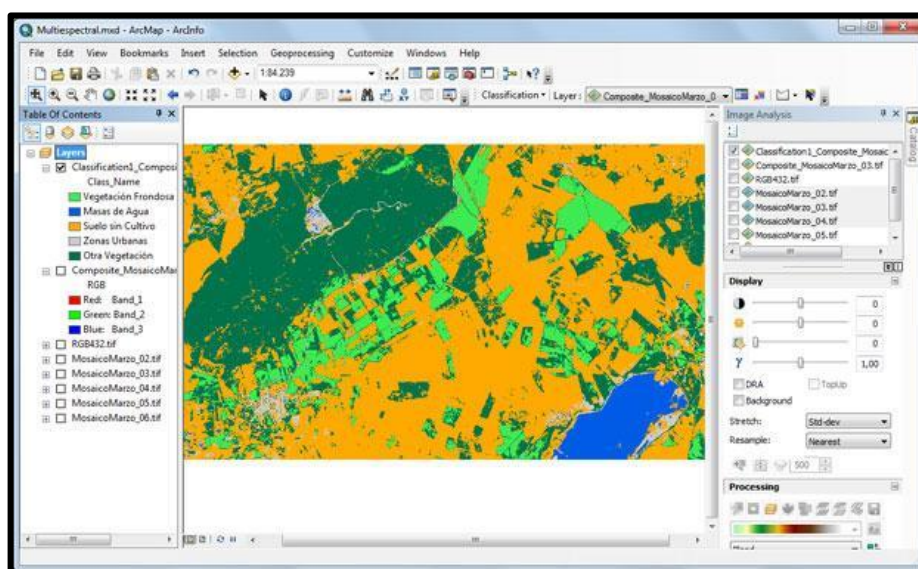 Multiespectral.mxd - ArcMap - ArcInfo
File Edit View Bookmarks Insert Selection Geoprocessing Customize Windows Help
1:84.239
Classification Layer: Composite_MosaicoMarzo_0
Table Of Contents
Layers
Classification1_Composi
Class_Name
Vegetación Frondosa
Masas de Agua
Suelo sin Cultivo
Zonas Urbanas
Otra Vegetación
Composite_MosaicoMar
RGB
Red: Band_1
Green: Band_2
Blue: Band_3
RGB432.tif
MosaicoMarzo_02.tif
MosaicoMarzo_03.tif
MosaicoMarzo_04.tif
MosaicoMarzo_05.tif
MosaicoMarzo_06.tif
Image Analysis
Classification1_Composite_Mosaic
Composite_MosaicoMarzo_03.tif
RGB432.tif
MosaicoMarzo_02.tif
MosaicoMarzo_03.tif
MosaicoMarzo_04.tif
MosaicoMarzo_05.tif
Display
0
0
0
γ 1,00
DRA TopUp
Background
Stretch: Std-dev
Resample: Nearest
500
Processing
Catalog